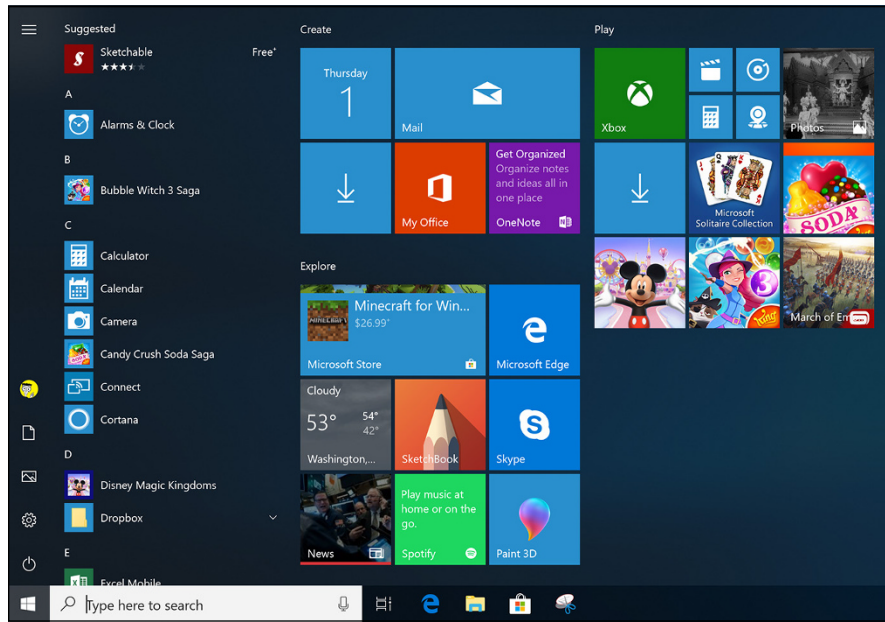 Suggested
Sketchable
Free*
A
Alarms & Clock
B
Bubble Witch 3 Saga
C
Calculator
Calendar
Camera
Candy Crush Soda Saga
Connect
Cortana
D
Disney Magic Kingdoms
Dropbox
E
Excel Mobile
Create
Thursday
1
Mail
My Office
Get Organized
Organize notes
and ideas all in
one place
OneNote
Explore
MINECRAFT
Minecraft for Win...
$26.99*
Microsoft Store
Microsoft Edge
Cloudy
53°
54°
42°
Washington,...
SketchBook
Skype
News
Play music at
home or on the
go.
Spotify
Paint 3D
Play
Xbox
Photos
Microsoft
Solitaire Collection
SODA
3
King
March of Em
Type here to search